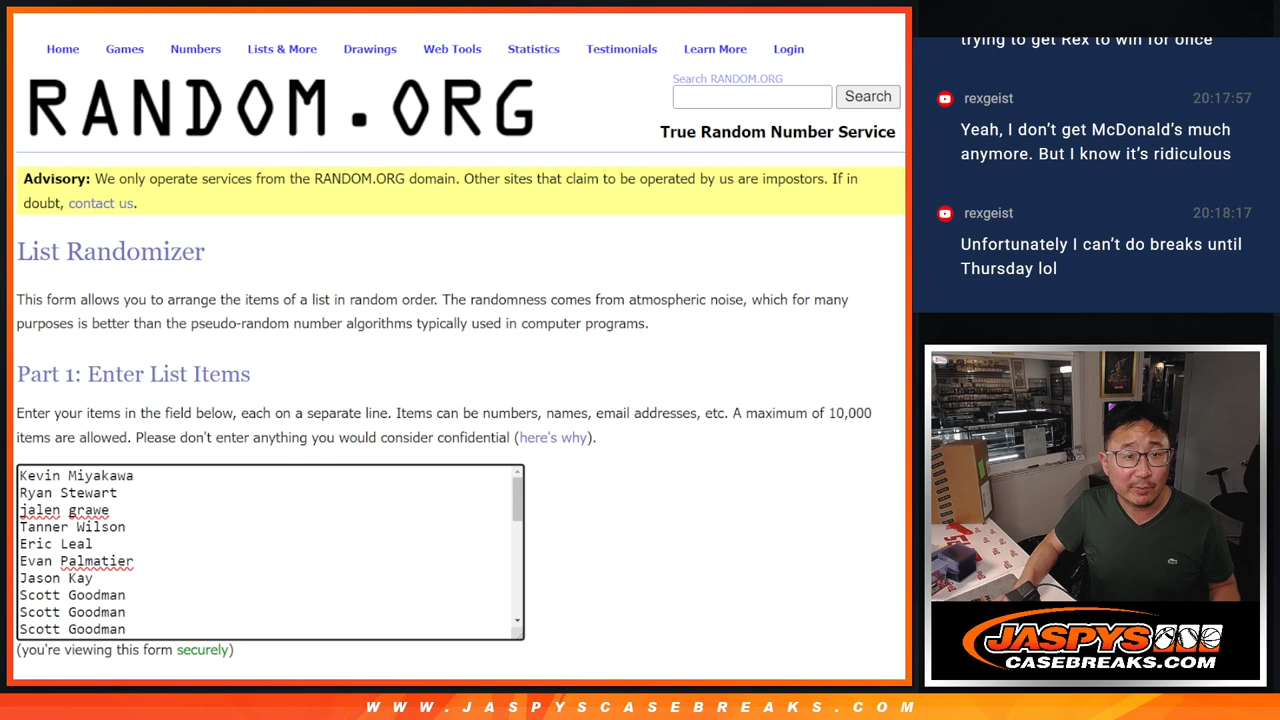 Home Games Numbers Lists & More Drawings Web Tools Statistics Testimonials Learn More Login
RANDOM.ORG
Search RANDOM.ORG
Search
True Random Number Service
Advisory: We only operate services from the RANDOM.ORG domain. Other sites that claim to be operated by us are impostors. If in
doubt, contact us.
List Randomizer
This form allows you to arrange the items of a list in random order. The randomness comes from atmospheric noise, which for many
purposes is better than the pseudo-random number algorithms typically used in computer programs.
Part 1: Enter List Items
Enter your items in the field below, each on a separate line. Items can be numbers, names, email addresses, etc. A maximum of 10,000
items are allowed. Please don't enter anything you would consider confidential (here's why).
Kevin Miyakawa
Ryan Stewart
jalen grawe
Tanner Wilson
Eric Leal
Evan Palmatier
Jason Kay
Scott Goodman
Scott Goodman
Scott Goodman
(you're viewing this form securely)
trying to get Rex to win for once
rexgeist 20:17:57
Yeah, I don't get McDonald's much
anymore. But I know it's ridiculous
rexgeist 20:18:17
Unfortunately I can't do breaks until
Thursday lol
JASPYS
CASEBREAKS.COM
WWW.JASPYSCASEBREAKS.COM